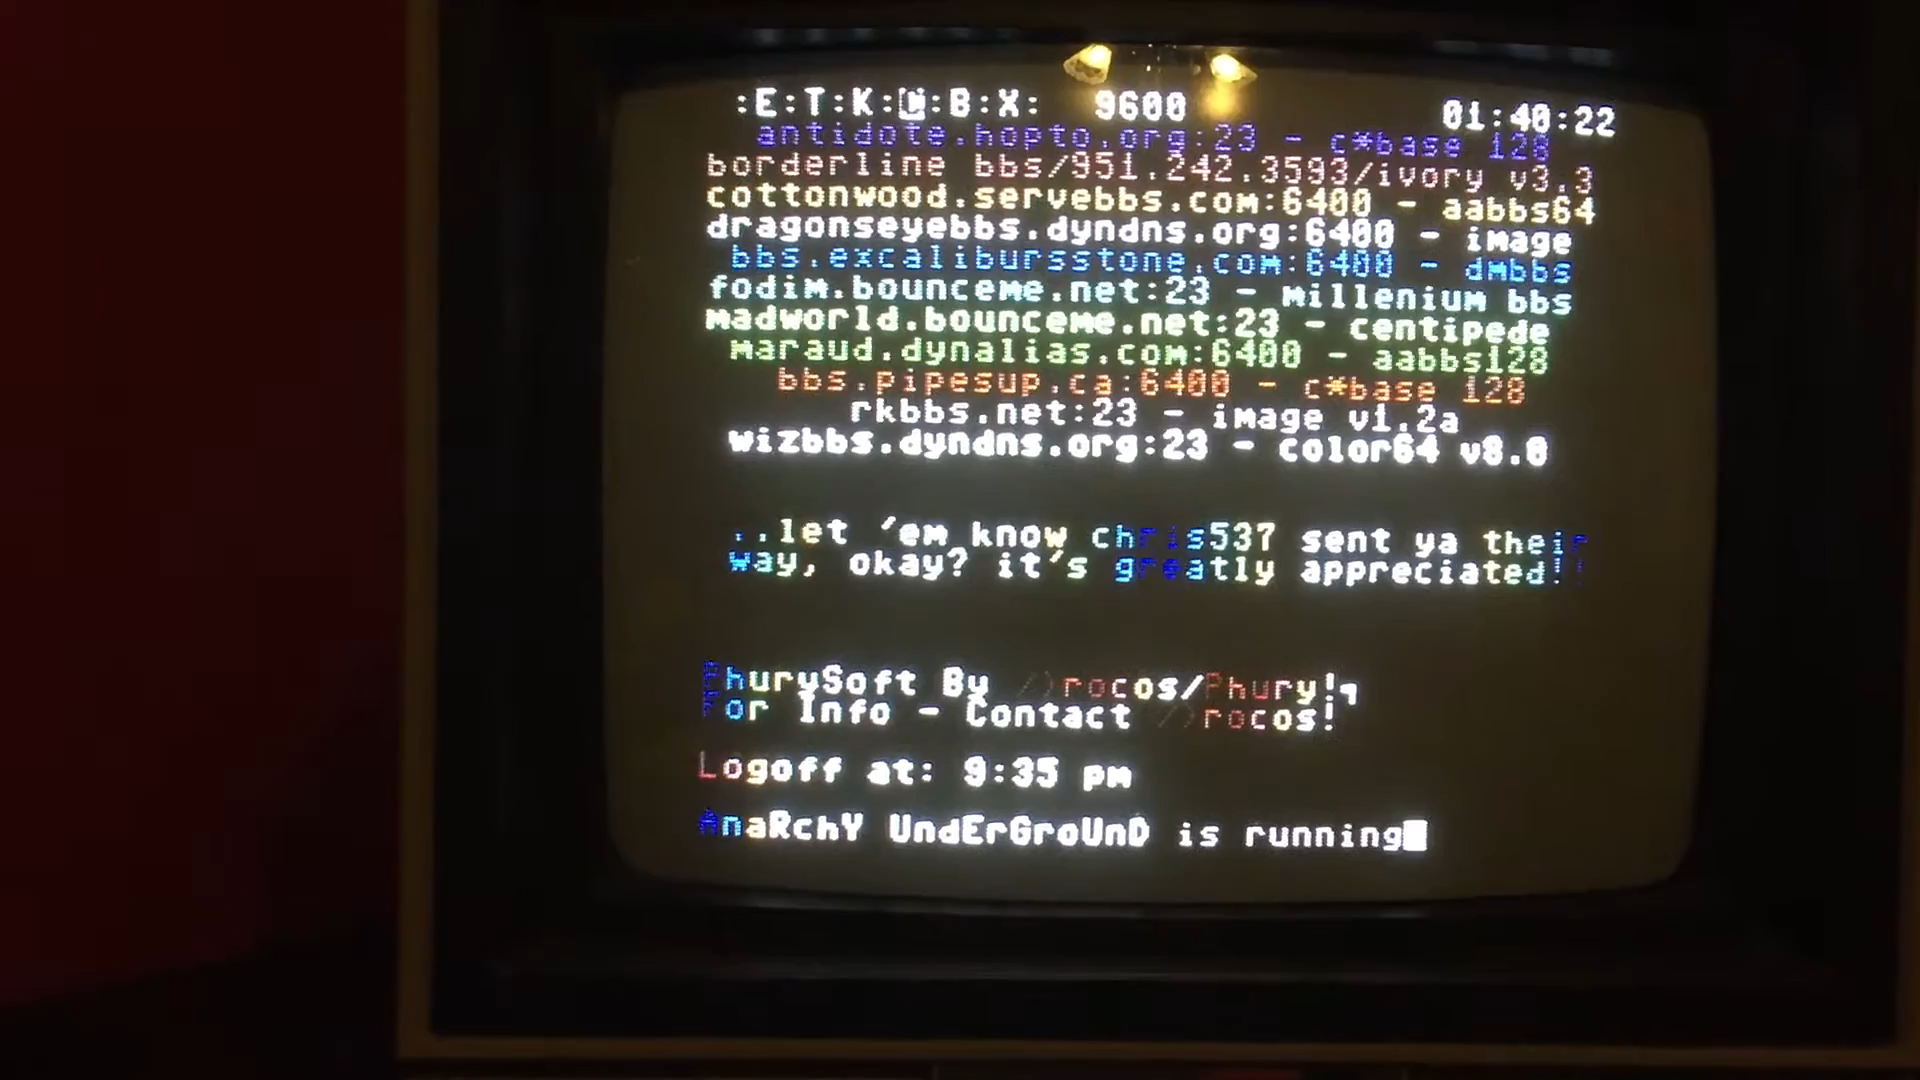 :E:T:K:W:B:X: 9600 01:40:22
antidote.hopto.org:23 - c*base 128
borderline bbs/951.242.3593/ivory v3.3
cottonwood.servebbs.com:6400 - aabbs64
dragonseyebbs.dyndns.org:6400 - image
bbs.excalibursstone.com:6400 - dmbbs
fodim.bounceme.net:23 - millenium bbs
madworld.bounceme.net:23 - centipede
maraud.dynalias.com:6400 - aabbs128
bbs.pipesup.ca:6400 - c*base 128
rkbbs.net:23 - image v1.2a
wizbbs.dyndns.org:23 - color64 v8.0
..let 'em know chris537 sent ya their
way, okay? it's greatly appreciated!!
PhurySoft By /)rocos/Phury!
For Info - Contact /)rocos!
Logoff at: 9:35 pm
AnaRchY UndErGroUnD is running